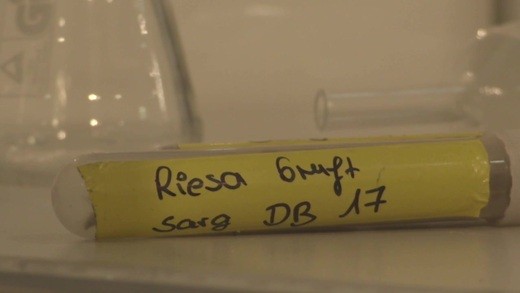 Riesa Gruft
Sarg DB 17